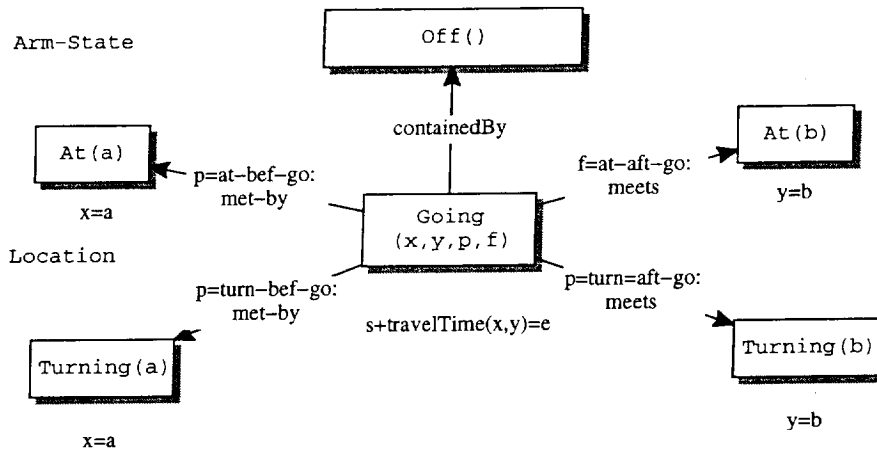 Arm-State
Off()
containedBy
At(a)
x=a
p=at-bef-go:
met-by
f=at-aft-go:
meets
At(b)
y=b
Going
(x,y,p,f)
Location
p=turn-bef-go:
met-by
p=turn=aft-go:
meets
s+travelTime(x,y)=e
Turning(a)
x=a
Turning(b)
y=b